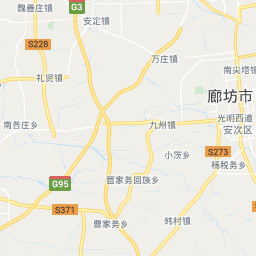 魏善庄镇
G3
安定镇
S228
万庄镇
南尖塔镇
礼贤镇
廊坊市
光明西道
南各庄乡
九州镇
安次区
S273
小茨乡
杨税务乡
G95
管家务回族乡
S371
曹家务乡
韩村镇